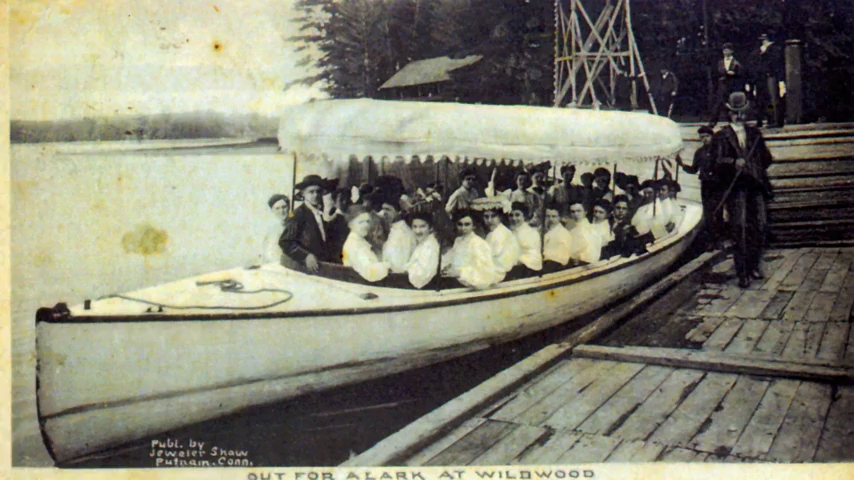 Publ. by
Jeweler Shaw
Putnam. Conn.
OUT FOR A LARK AT WILDWOOD